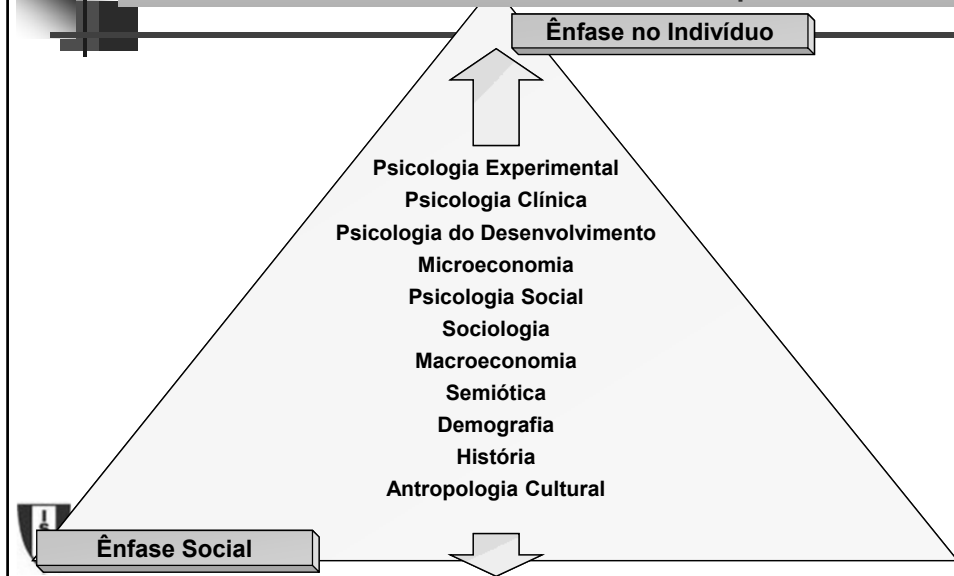 Ênfase no Indivíduo
Psicologia Experimental
Psicologia Clínica
Psicologia do Desenvolvimento
Microeconomia
Psicologia Social
Sociologia
Macroeconomia
Semiótica
Demografia
História
Antropologia Cultural
Ênfase Social